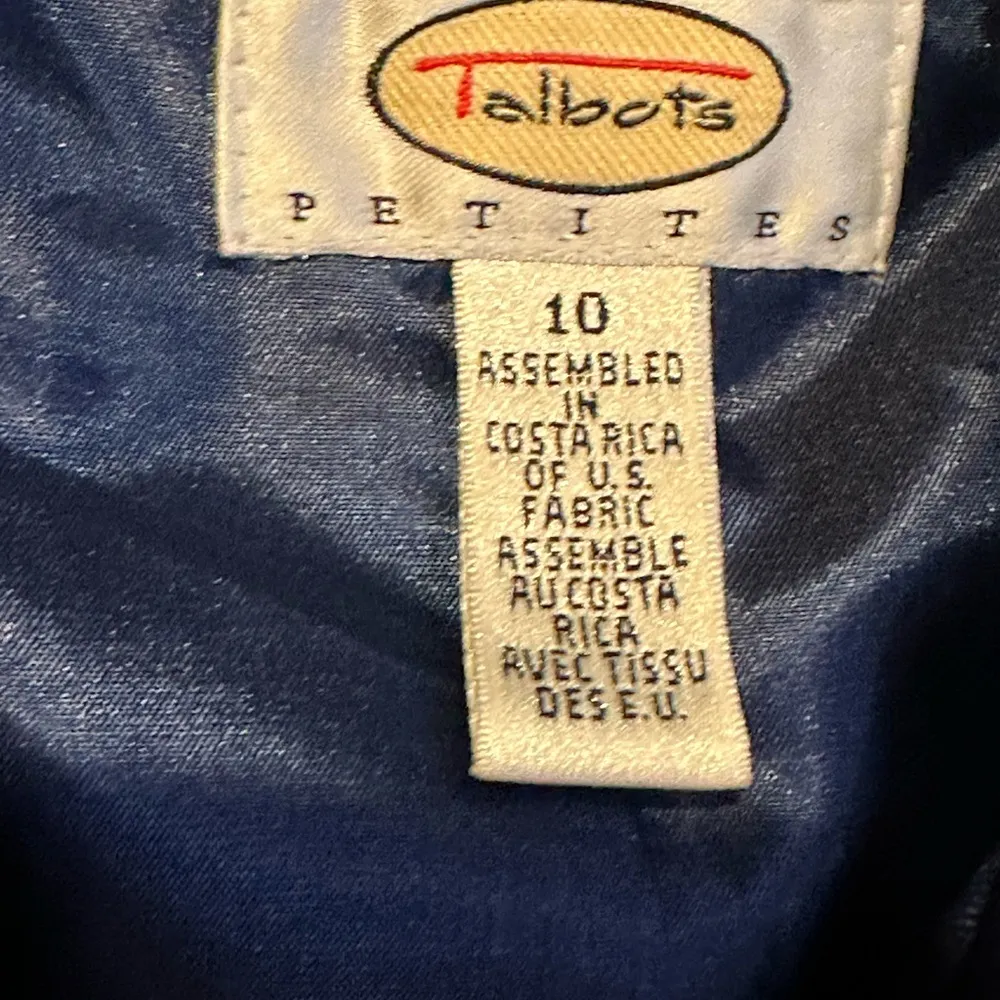 Talbots
PETITES
10
ASSEMBLED
IN
COSTA RICA
OF U.S.
FABRIC
ASSEMBLE
AU COSTA
RICA
AVEC TISSU
DES E.U.